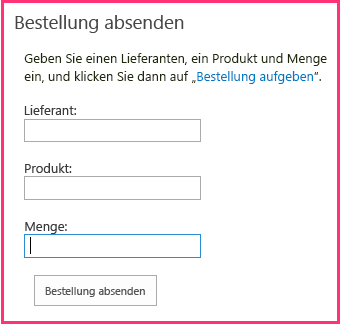 Bestellung absenden
Geben Sie einen Lieferanten, ein Produkt und Menge
ein, und klicken Sie dann auf „Bestellung aufgeben“.
Lieferant:
Produkt:
Menge:
Bestellung absenden